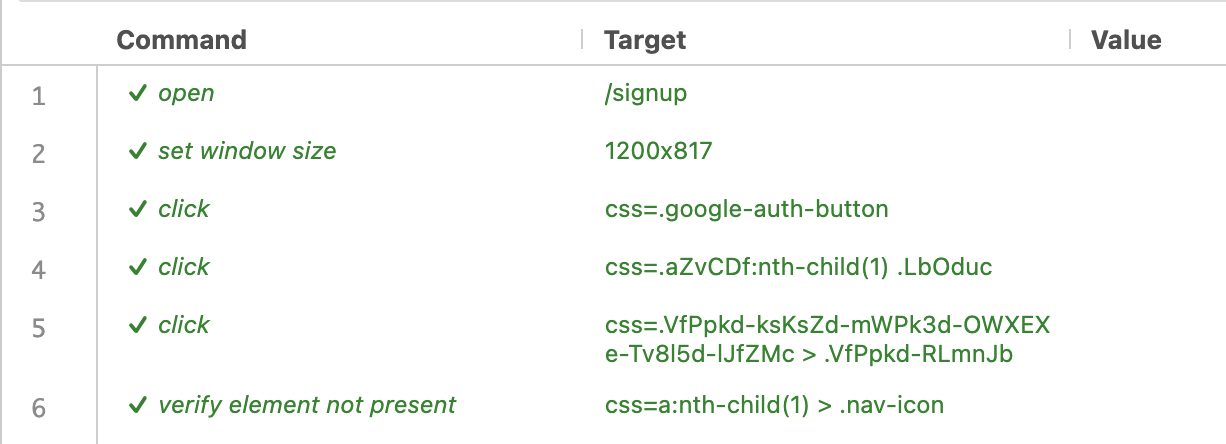 Command Target Value
1 ✓ open /signup
2 ✓ set window size 1200x817
3 ✓ click css=.google-auth-button
4 ✓ click css=.aZvCDf:nth-child(1) .LbOduc
5 ✓ click css=.VfPpkd-ksKsZd-mWPk3d-OWXEX
e-Tv8l5d-lJfZMc > .VfPpkd-RLmnJb
6 ✓ verify element not present css=a:nth-child(1) > .nav-icon